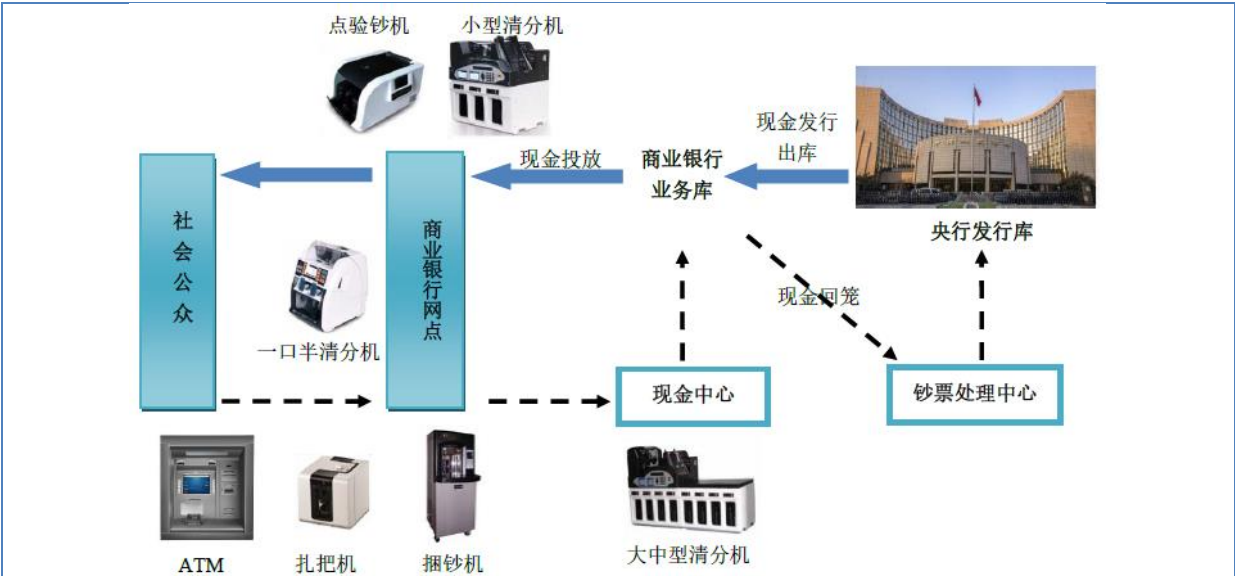 点验钞机
小型清分机
现金发行
出库
现金投放
商业银行
业务库
社会公众
商业银行网点
央行发行库
现金回笼
一口半清分机
现金中心
钞票处理中心
ATM
扎把机
捆钞机
大中型清分机